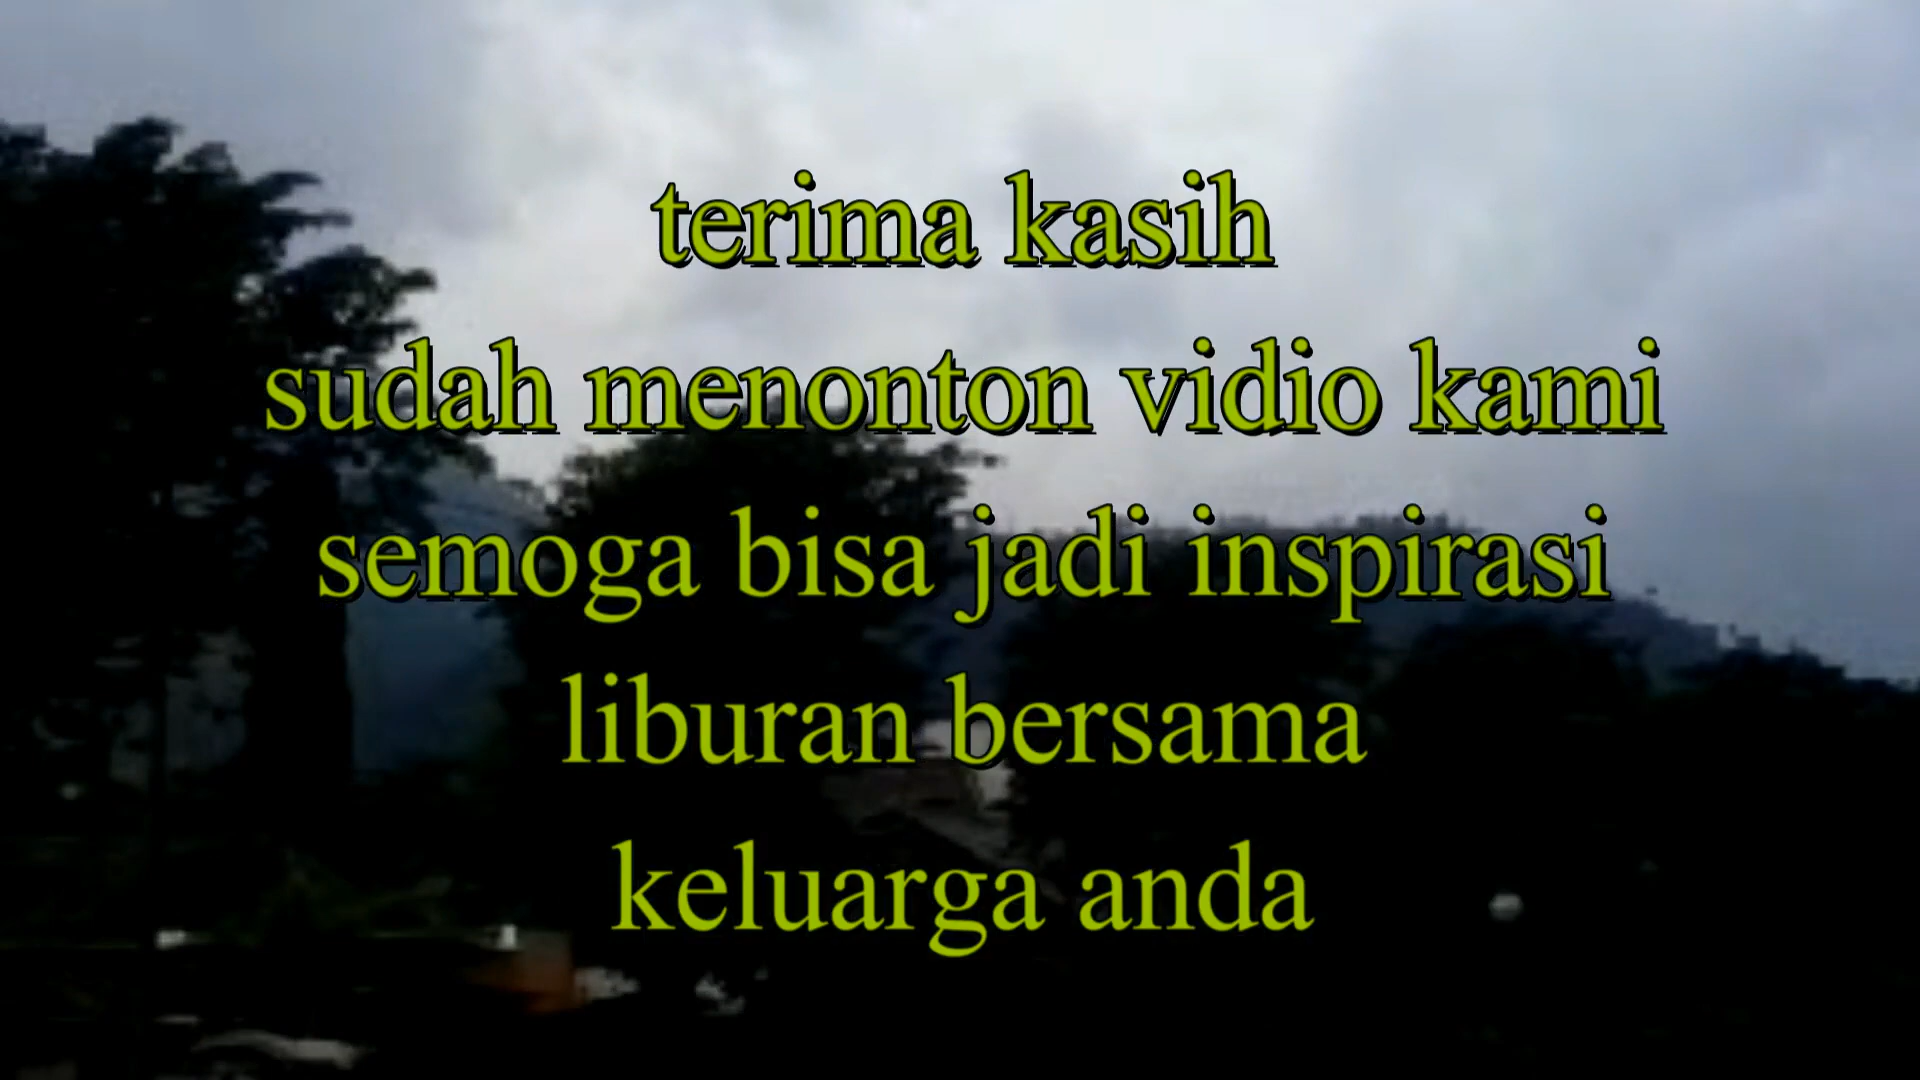 terima kasih
sudah menonton vidio kami
semoga bisa jadi inspirasi
liburan bersama
keluarga anda